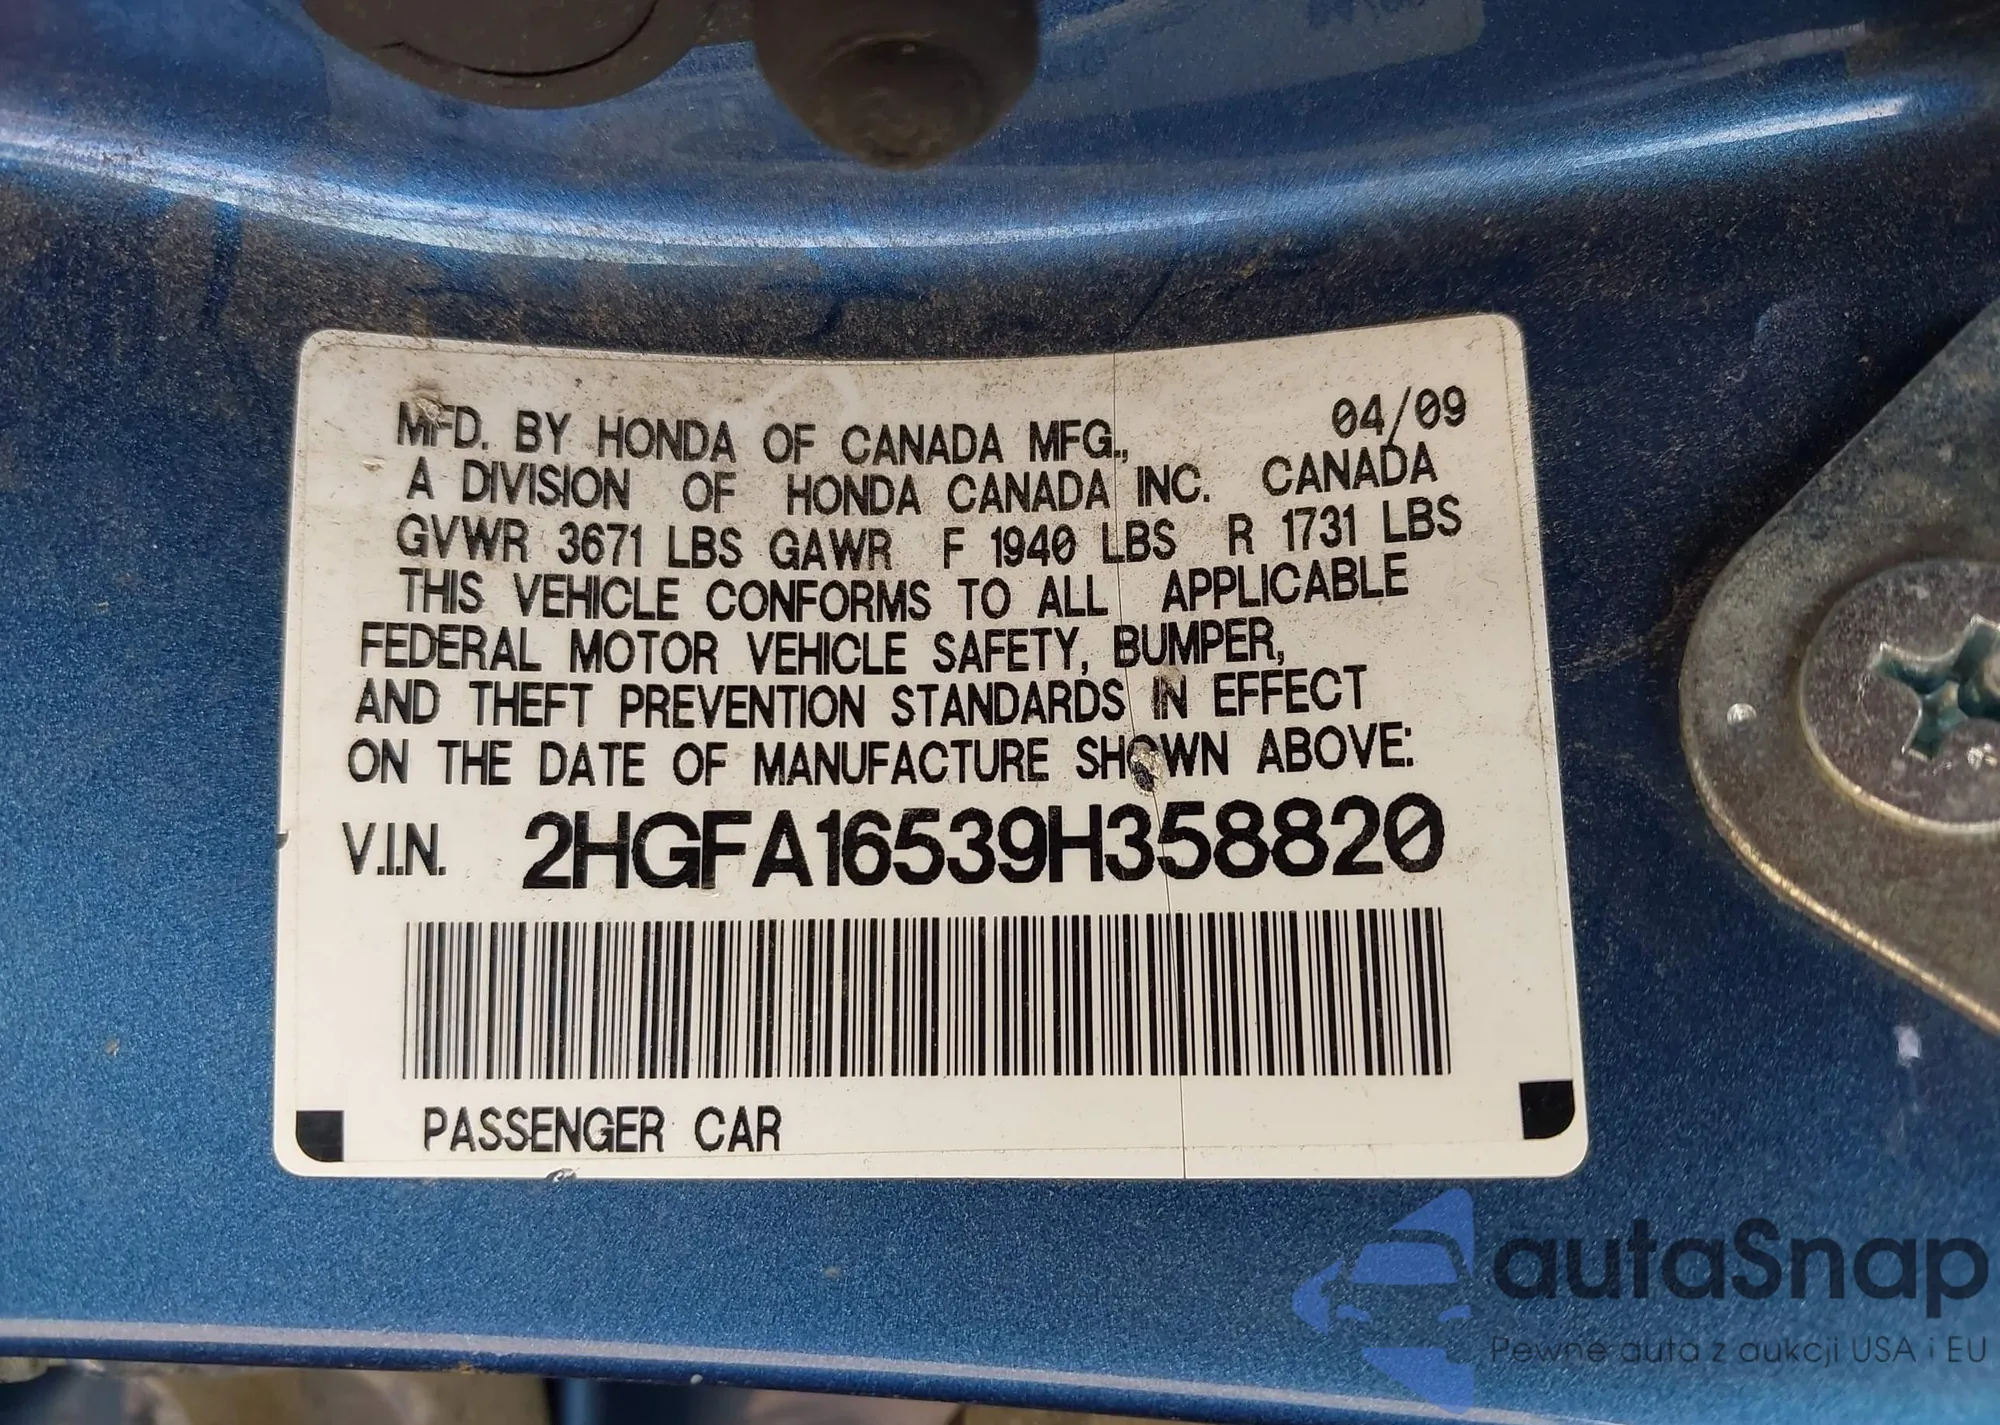 MFD. BY HONDA OF CANADA MFG., 04/09
A DIVISION OF HONDA CANADA INC. CANADA
GVWR 3671 LBS GAWR F 1940 LBS R 1731 LBS
THIS VEHICLE CONFORMS TO ALL APPLICABLE
FEDERAL MOTOR VEHICLE SAFETY, BUMPER,
AND THEFT PREVENTION STANDARDS IN EFFECT
ON THE DATE OF MANUFACTURE SHOWN ABOVE:
V.I.N. 2HGFA16539H358820
PASSENGER CAR
autaSnap
Pewne auta z aukcji USA i EU